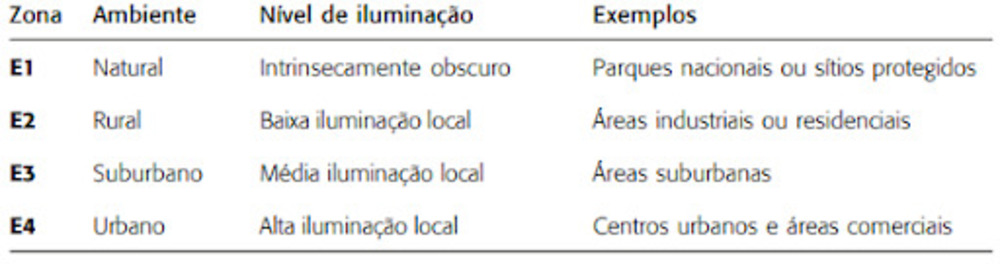 Zona Ambiente Nível de iluminação Exemplos
E1 Natural Intrinsecamente obscuro Parques nacionais ou sítios protegidos
E2 Rural Baixa iluminação local Áreas industriais ou residenciais
E3 Suburbano Média iluminação local Áreas suburbanas
E4 Urbano Alta iluminação local Centros urbanos e áreas comerciais